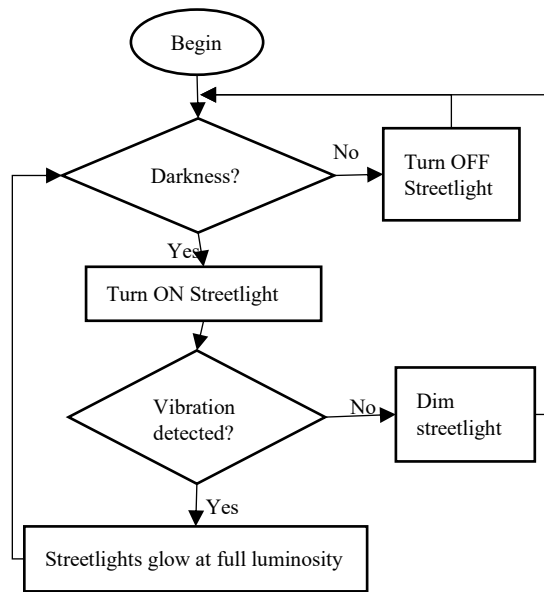 Begin
Darkness?
No
Turn OFF
Streetlight
Yes
Turn ON Streetlight
Vibration
detected?
No
Dim
streetlight
Yes
Streetlights glow at full luminosity